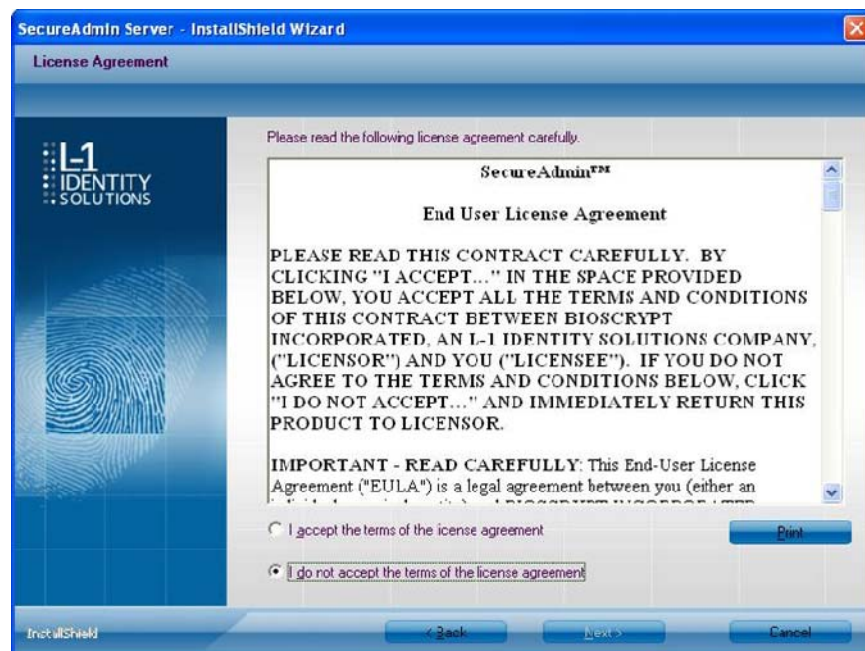 SecureAdmin Server - InstallShield Wizard
License Agreement
L-1
IDENTITY
SOLUTIONS
Please read the following license agreement carefully.
SecureAdmin™
End User License Agreement
PLEASE READ THIS CONTRACT CAREFULLY. BY
CLICKING "I ACCEPT..." IN THE SPACE PROVIDED
BELOW, YOU ACCEPT ALL THE TERMS AND CONDITIONS
OF THIS CONTRACT BETWEEN BIOSCRYPT
INCORPORATED, AN L-1 IDENTITY SOLUTIONS COMPANY,
("LICENSOR") AND YOU ("LICENSEE"). IF YOU DO NOT
AGREE TO THE TERMS AND CONDITIONS BELOW, CLICK
"I DO NOT ACCEPT..." AND IMMEDIATELY RETURN THIS
PRODUCT TO LICENSOR.
IMPORTANT - READ CAREFULLY: This End-User License
Agreement ("EULA") is a legal agreement between you (either an
I accept the terms of the icense agreement
Print
I do not accept the terms of the license agreement
InstallShield
< Back
Next >
Cancel